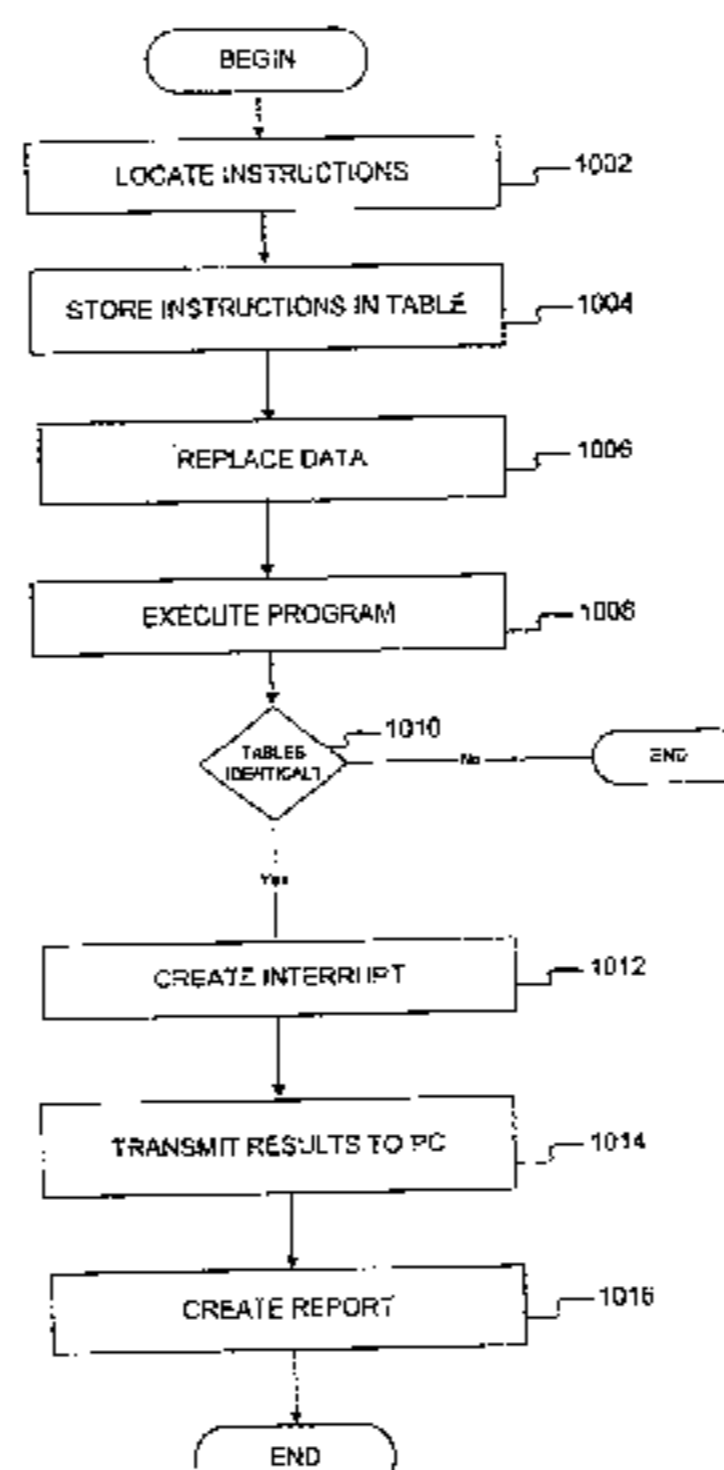 BEGIN
LOCATE INSTRUCTIONS
1002
STORE INSTRUCTIONS IN TABLE
1004
REPLACE DATA
1006
EXECUTE PROGRAM
1008
1010
TABLES
IDENTICAL?
No
END
Yes
CREATE INTERRUPT
1012
TRANSMIT RESULTS TO PC
1014
CREATE REPORT
1016
END